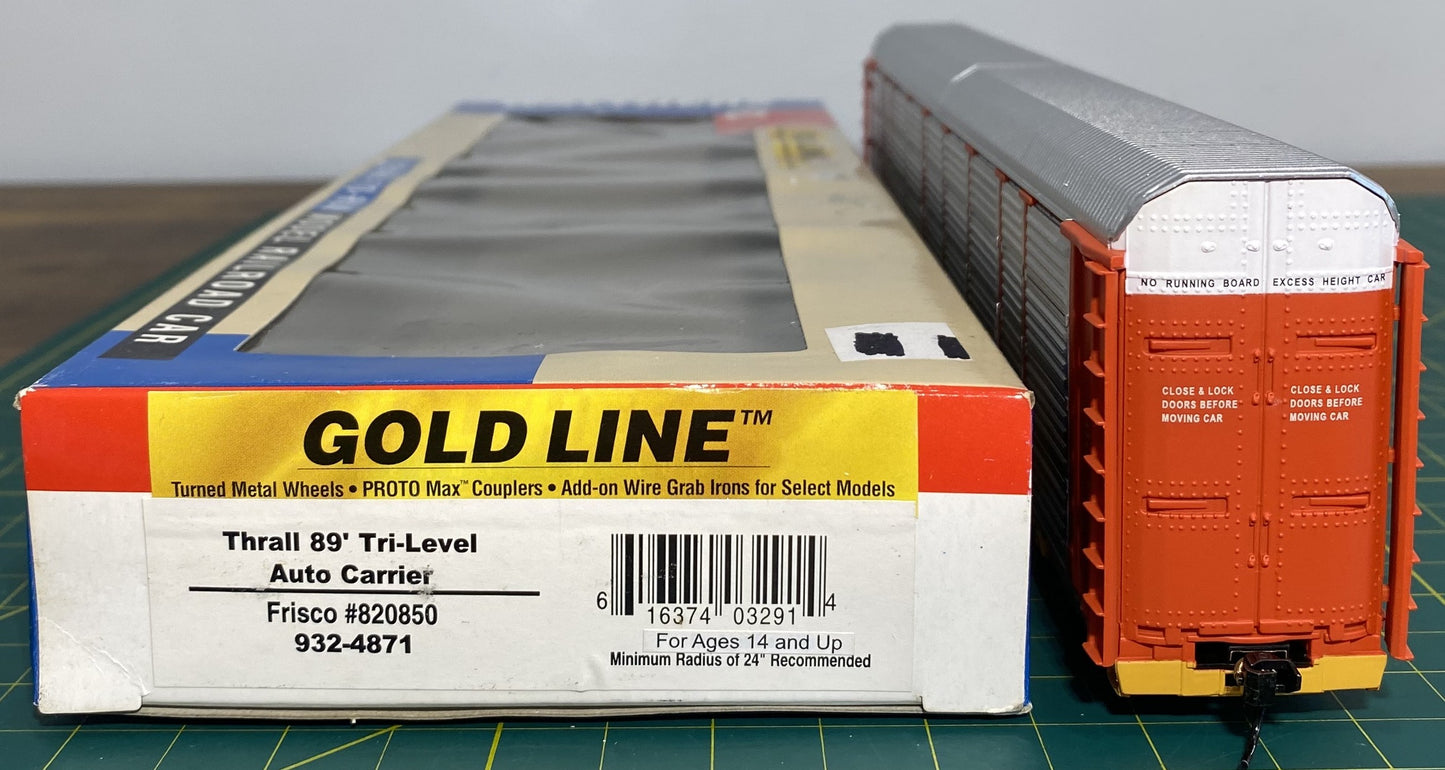 MODEL RAILROAD CAR
GOLD LINE™
Turned Metal Wheels • PROTO Max™ Couplers • Add-on Wire Grab Irons for Select Models
Thrall 89' Tri-Level
Auto Carrier
Frisco #820850
932-4871
6 16374 03291 4
For Ages 14 and Up
Minimum Radius of 24" Recommended
NO RUNNING BOARD EXCESS HEIGHT CAR
CLOSE & LOCK
DOORS BEFORE
MOVING CAR
CLOSE & LOCK
DOORS BEFORE
MOVING CAR